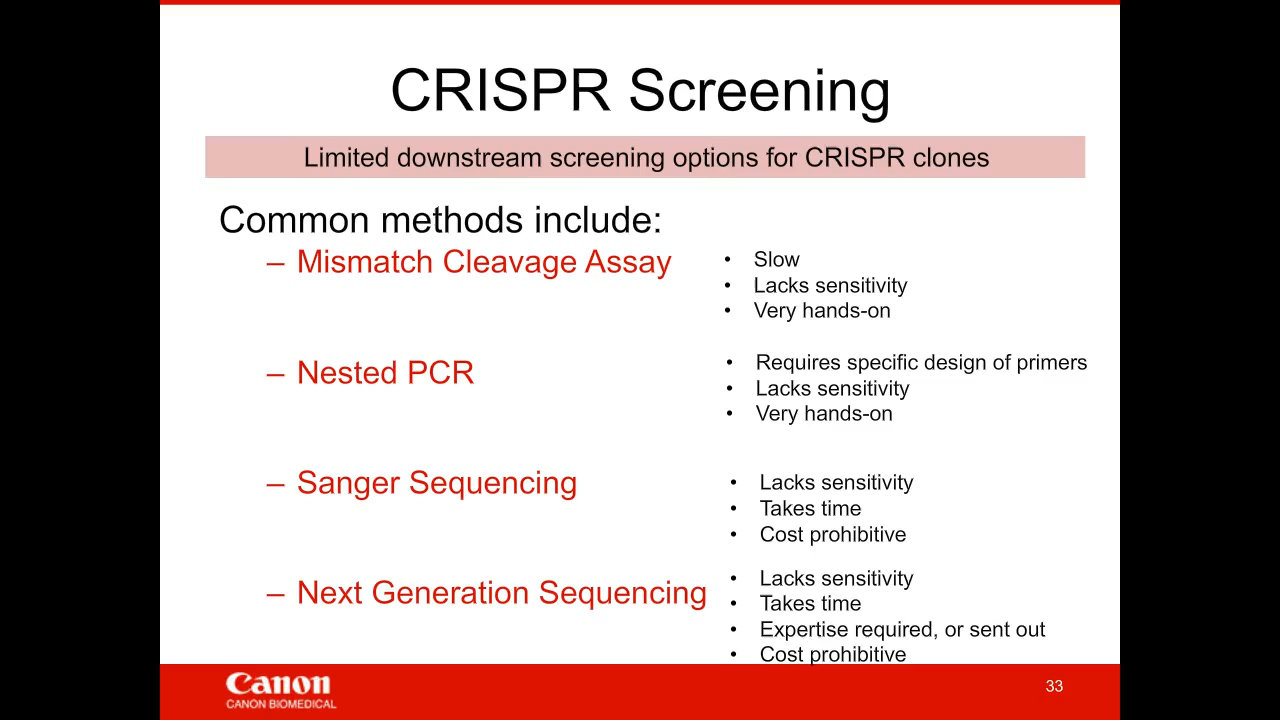 CRISPR Screening
Limited downstream screening options for CRISPR clones
Common methods include:
– Mismatch Cleavage Assay
• Slow
• Lacks sensitivity
• Very hands-on
– Nested PCR
• Requires specific design of primers
• Lacks sensitivity
• Very hands-on
– Sanger Sequencing
• Lacks sensitivity
• Takes time
• Cost prohibitive
– Next Generation Sequencing
• Lacks sensitivity
• Takes time
• Expertise required, or sent out
• Cost prohibitive
Canon
CANON BIOMEDICAL
33